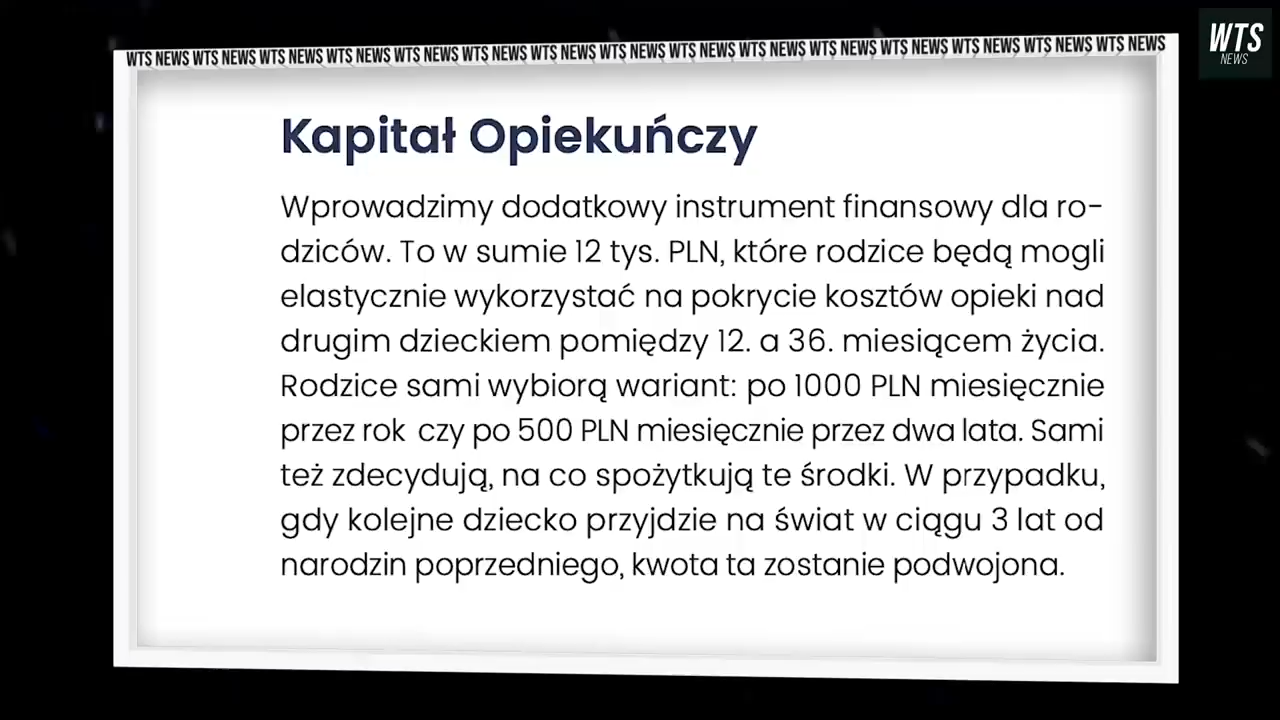 WTS NEWS WTS NEWS WTS NEWS WTS NEWS WTS NEWS WTS NEWS WTS NEWS WTS NEWS WTS NEWS WTS NEWS WTS NEWS WTS NEWS WTS NEWS WTS NEWS WTS NEWS
WTS
NEWS
Kapitał Opiekuńczy
Wprowadzimy dodatkowy instrument finansowy dla ro-
dziców. To w sumie 12 tys. PLN, które rodzice będą mogli
elastycznie wykorzystać na pokrycie kosztów opieki nad
drugim dzieckiem pomiędzy 12. a 36. miesiącem życia.
Rodzice sami wybiorą wariant: po 1000 PLN miesięcznie
przez rok czy po 500 PLN miesięcznie przez dwa lata. Sami
też zdecydują, na co spożytkują te środki. W przypadku,
gdy kolejne dziecko przyjdzie na świat w ciągu 3 lat od
narodzin poprzedniego, kwota ta zostanie podwojona.